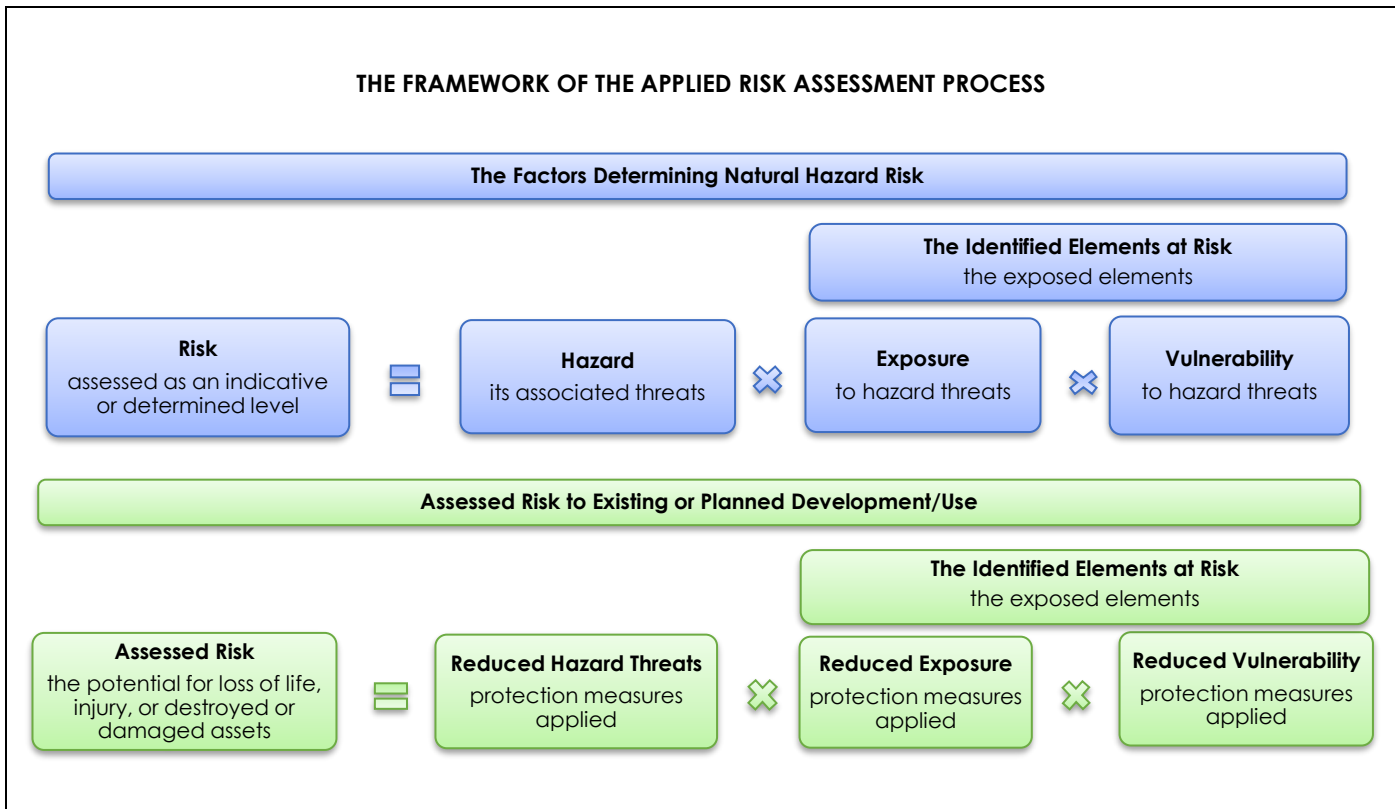 THE FRAMEWORK OF THE APPLIED RISK ASSESSMENT PROCESS
The Factors Determining Natural Hazard Risk
The Identified Elements at Risk
the exposed elements
Risk
assessed as an indicative
or determined level
Hazard
its associated threats
Exposure
to hazard threats
Vulnerability
to hazard threats
Assessed Risk to Existing or Planned Development/Use
The Identified Elements at Risk
the exposed elements
Assessed Risk
the potential for loss of life,
injury, or destroyed or
damaged assets
Reduced Hazard Threats
protection measures
applied
Reduced Exposure
protection measures
applied
Reduced Vulnerability
protection measures
applied